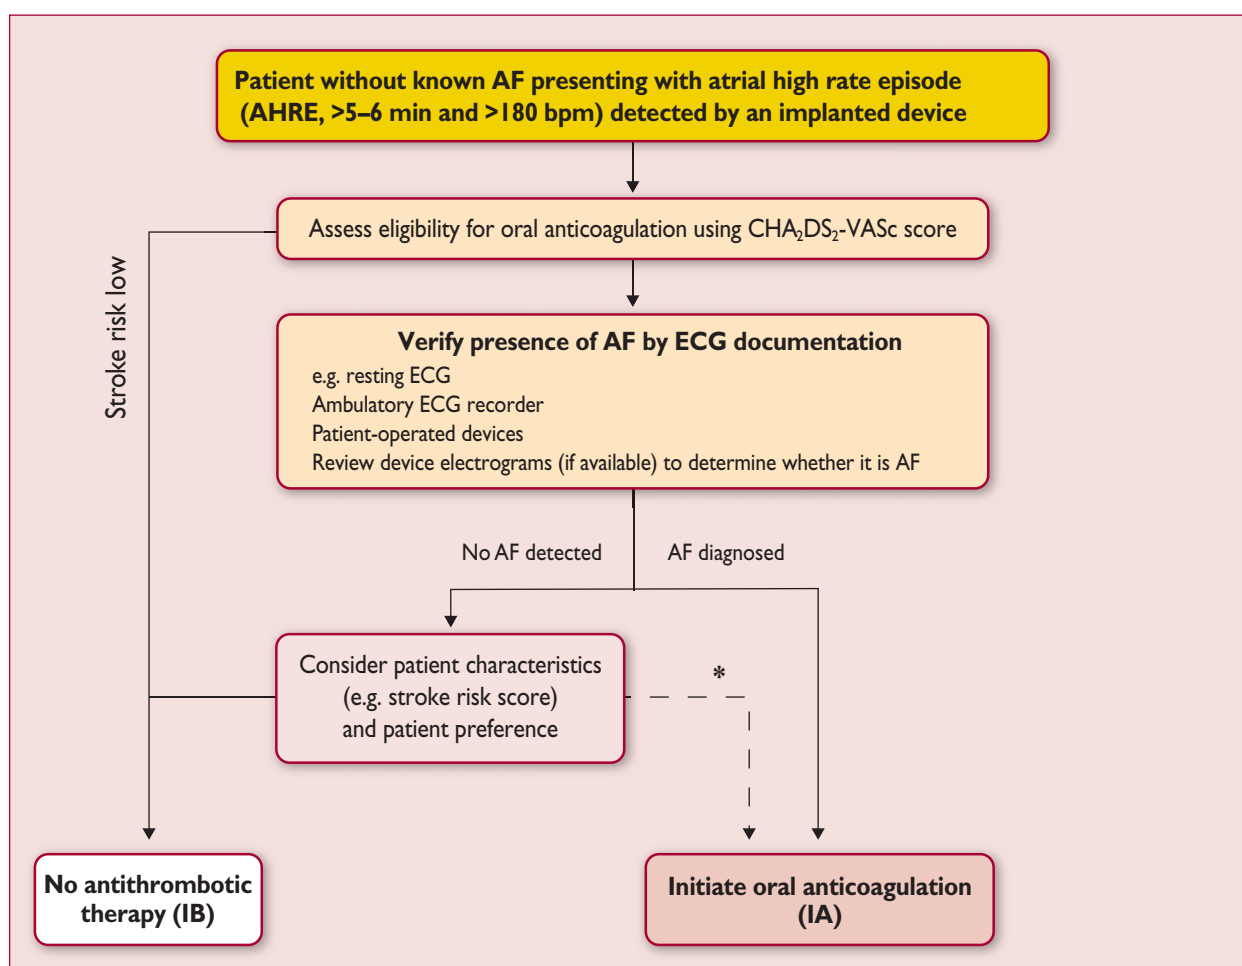 Patient without known AF presenting with atrial high rate episode
(AHRE, >5–6 min and >180 bpm) detected by an implanted device
Assess eligibility for oral anticoagulation using CHA₂DS₂-VASc score
Stroke risk low
Verify presence of AF by ECG documentation
e.g. resting ECG
Ambulatory ECG recorder
Patient-operated devices
Review device electrograms (if available) to determine whether it is AF
No AF detected
AF diagnosed
Consider patient characteristics
(e.g. stroke risk score)
and patient preference
*
No antithrombotic
therapy (IB)
Initiate oral anticoagulation
(IA)